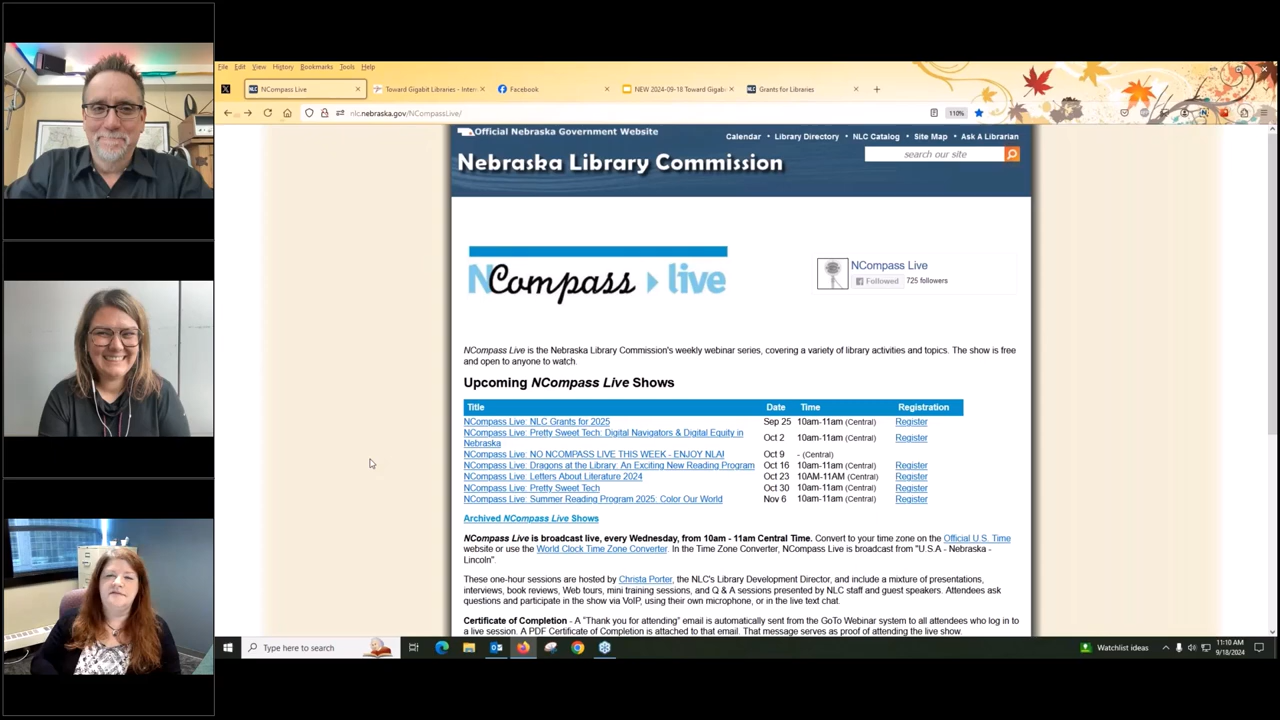 File Edit View History Bookmarks Tools Help
NCompass Live
Toward Gigabit Libraries - Intern
Facebook
NEW 2024-09-18 Toward Gigab
Grants for Libraries
nlc.nebraska.gov/NCompassLive/
110%
Official Nebraska Government Website
Calendar • Library Directory • NLC Catalog • Site Map • Ask A Librarian
Nebraska Library Commission
search our site
NCompass live
NCompass Live
Followed 725 followers
NCompass Live is the Nebraska Library Commission's weekly webinar series, covering a variety of library activities and topics. The show is free
and open to anyone to watch.
Upcoming NCompass Live Shows
Title Date Time Registration
NCompass Live: NLC Grants for 2025 Sep 25 10am-11am (Central) Register
NCompass Live: Pretty Sweet Tech: Digital Navigators & Digital Equity in
Nebraska Oct 2 10am-11am (Central) Register
NCompass Live: NO NCOMPASS LIVE THIS WEEK - ENJOY NLA! Oct 9 - (Central)
NCompass Live: Dragons at the Library: An Exciting New Reading Program Oct 16 10am-11am (Central) Register
NCompass Live: Letters About Literature 2024 Oct 23 10AM-11AM (Central) Register
NCompass Live: Pretty Sweet Tech Oct 30 10am-11am (Central) Register
NCompass Live: Summer Reading Program 2025: Color Our World Nov 6 10am-11am (Central) Register
Archived NCompass Live Shows
NCompass Live is broadcast live, every Wednesday, from 10am - 11am Central Time. Convert to your time zone on the Official U.S. Time
website or use the World Clock Time Zone Converter. In the Time Zone Converter, NCompass Live is broadcast from "U.S.A - Nebraska -
Lincoln".
These one-hour sessions are hosted by Christa Porter, the NLC's Library Development Director, and include a mixture of presentations,
interviews, book reviews, Web tours, mini training sessions, and Q & A sessions presented by NLC staff and guest speakers. Attendees ask
questions and participate in the show via VoIP, using their own microphone, or in the live text chat.
Certificate of Completion - A "Thank you for attending" email is automatically sent from the GoTo Webinar system to all attendees who log in to
a live session. A PDF Certificate of Completion is attached to that email. That message serves as proof of attending the live show.
Type here to search
Watchlist ideas
11:10 AM
9/18/2024